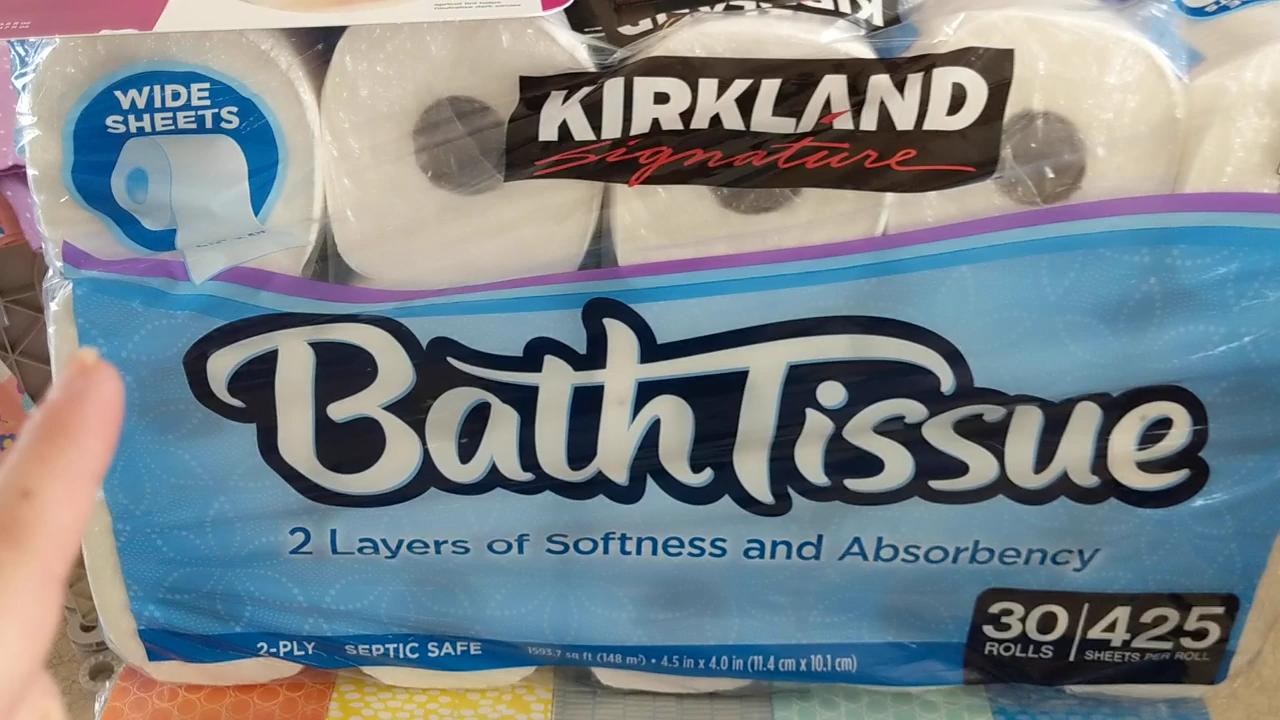 WIDE
SHEETS
KIRKLAND
Signature
Bath Tissue
2 Layers of Softness and Absorbency
30
ROLLS
425
SHEETS PER ROLL
2-PLY SEPTIC SAFE
1593.7 sq ft (148 m²) • 4.5 in x 4.0 in (11.4 cm x 10.1 cm)